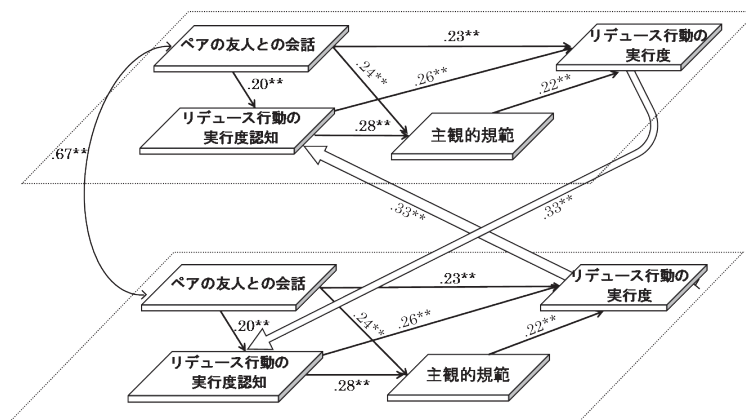 ペアの友人との会話
.23**
リデュース行動の
実行度
.20**
.24**
.26**
.22**
リデュース行動の
実行度認知
.28**
主観的規範
.67**
.33**
.33**
ペアの友人との会話
.23**
リデュース行動の
実行度
.20**
.24**
.26**
.22**
リデュース行動の
実行度認知
.28**
主観的規範